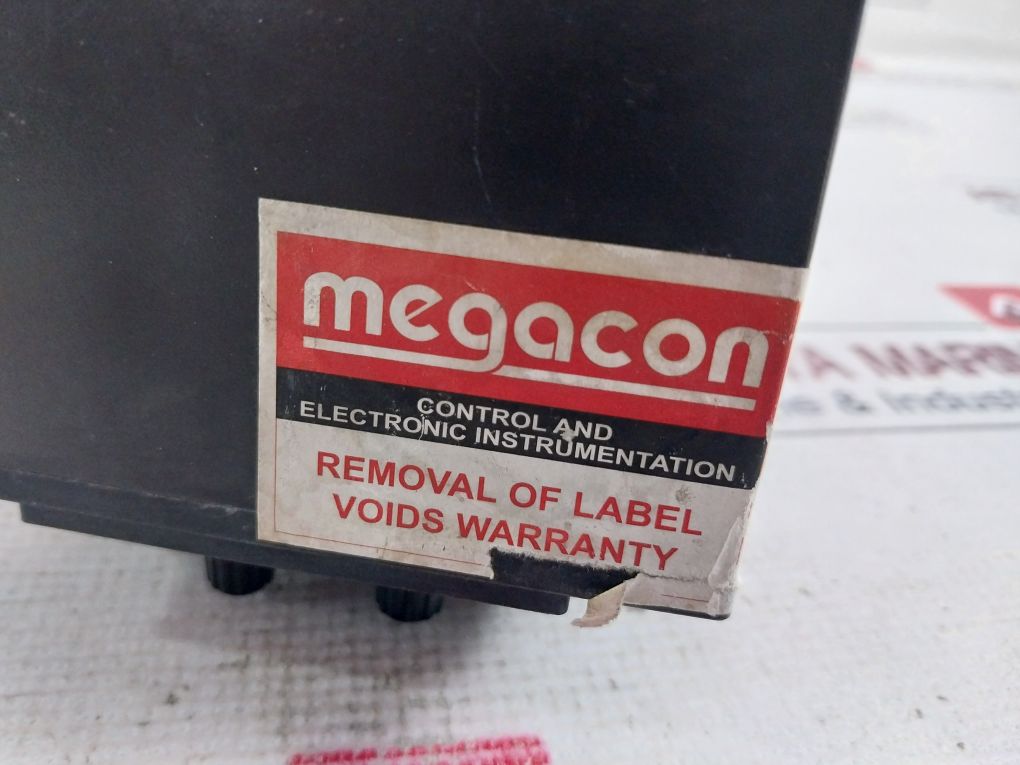 megacon
CONTROL AND
ELECTRONIC INSTRUMENTATION
REMOVAL OF LABEL
VOIDS WARRANTY